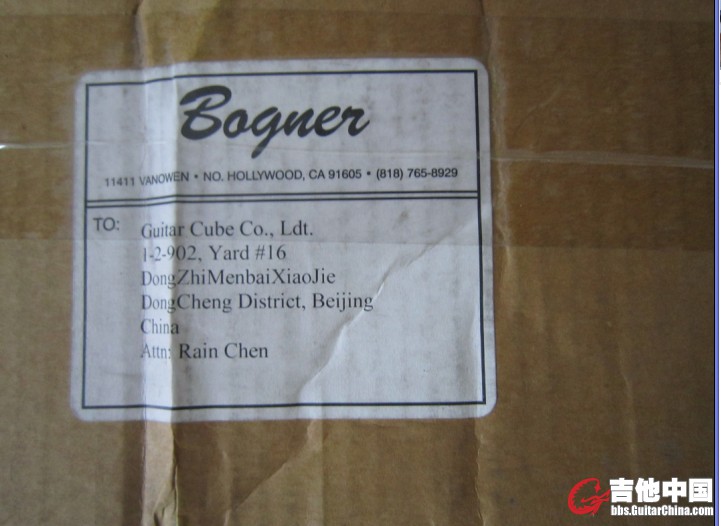 Bogner
11411 VANOWEN • NO. HOLLYWOOD, CA 91605 • (818) 765-8929
TO:
Guitar Cube Co., Ldt.
1-2-902, Yard #16
DongZhiMenbaiXiaoJie
DongCheng District, Beijing
China
Attn: Rain Chen
吉他中国
bbs.GuitarChina.com